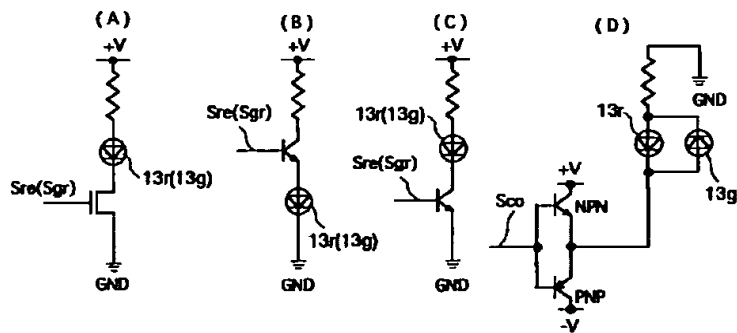 (A)
+V
13r(13g)
Sre(Sgr)
GND
(B)
+V
Sre(Sgr)
13r(13g)
GND
(C)
+V
13r(13g)
Sre(Sgr)
GND
(D)
GND
13r
13g
+V
NPN
Sco
PNP
-V